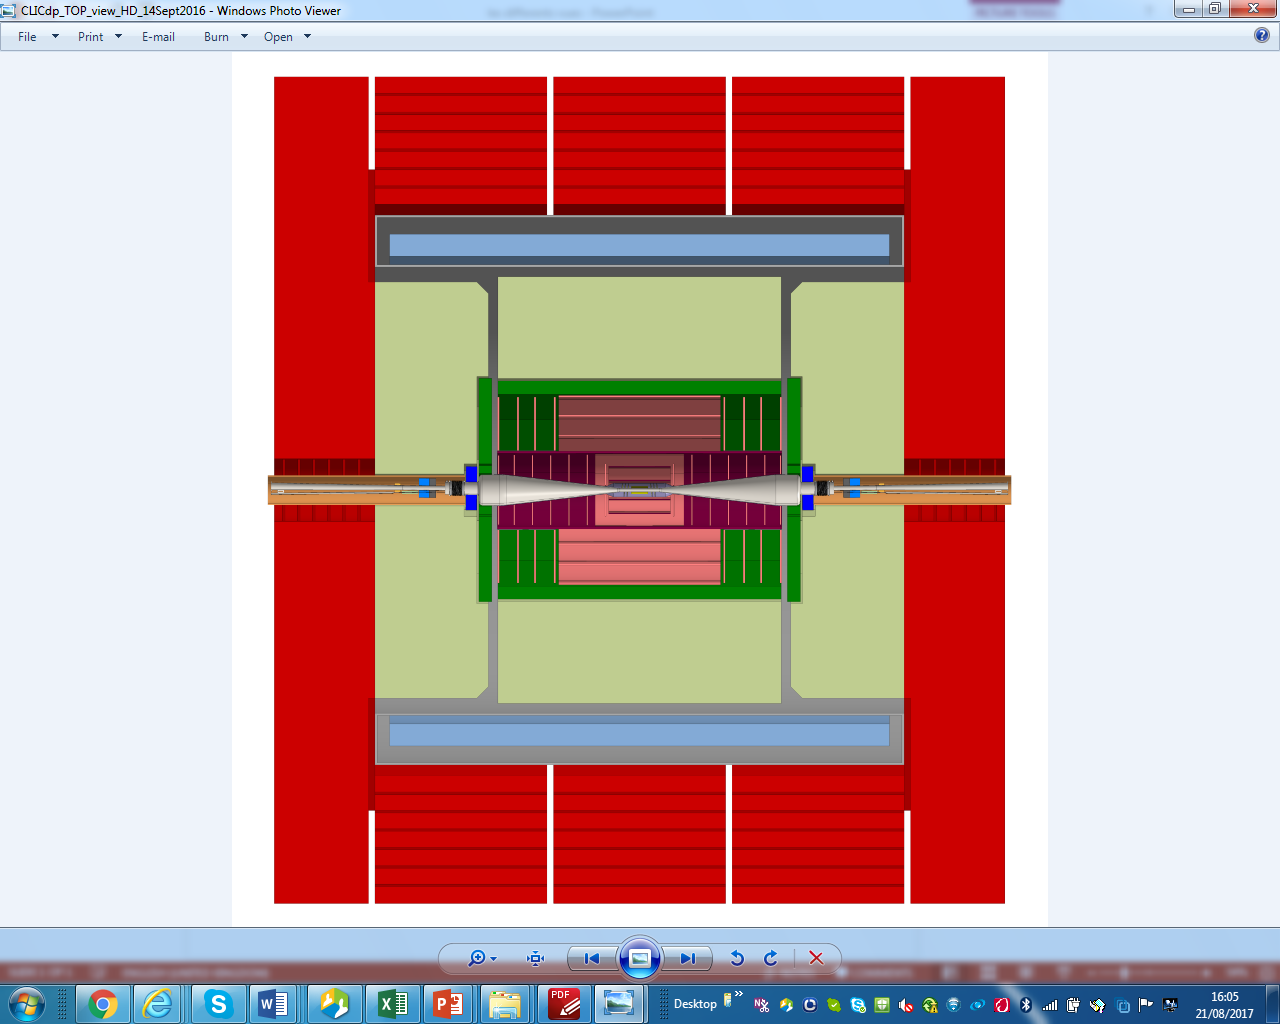 CLICdp_TOP_view_HD_14Sept2016 - Windows Photo Viewer
File Print E-mail Burn Open
PDF
Desktop
16:05
21/08/2017